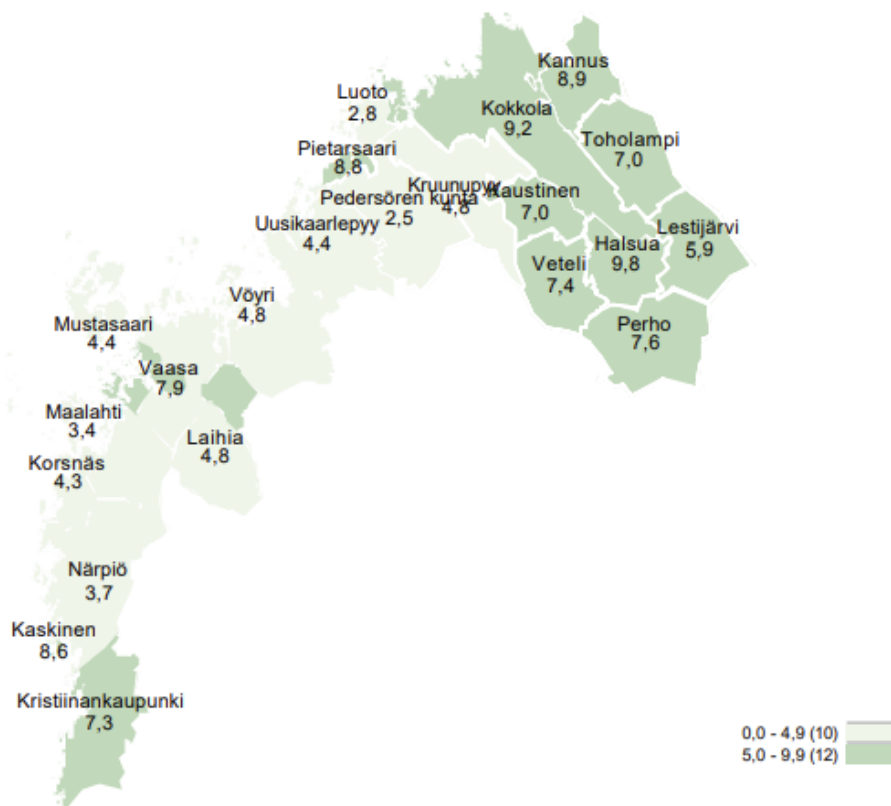 Kannus
8,9
Luoto
2,8
Kokkola
9,2
Toholampi
7,0
Pietarsaari
8,8
Kruunupyy
4,8
Kaustinen
7,0
Pedersören kunta
2,5
Uusikaarlepyy
4,4
Lestijärvi
5,9
Halsua
9,8
Veteli
7,4
Vöyri
4,8
Mustasaari
4,4
Perho
7,6
Vaasa
7,9
Maalahti
3,4
Laihia
4,8
Korsnäs
4,3
Närpiö
3,7
Kaskinen
8,6
Kristiinankaupunki
7,3
0,0 - 4,9 (10)
5,0 - 9,9 (12)